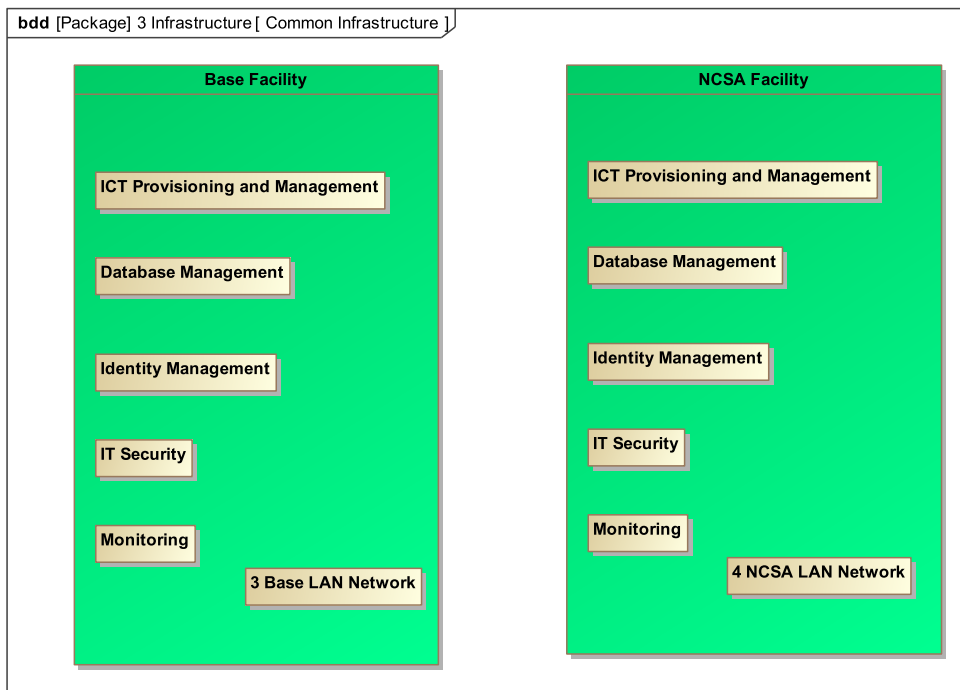 bdd [Package] 3 Infrastructure [ Common Infrastructure ]
Base Facility
ICT Provisioning and Management
Database Management
Identity Management
IT Security
Monitoring
3 Base LAN Network
NCSA Facility
ICT Provisioning and Management
Database Management
Identity Management
IT Security
Monitoring
4 NCSA LAN Network